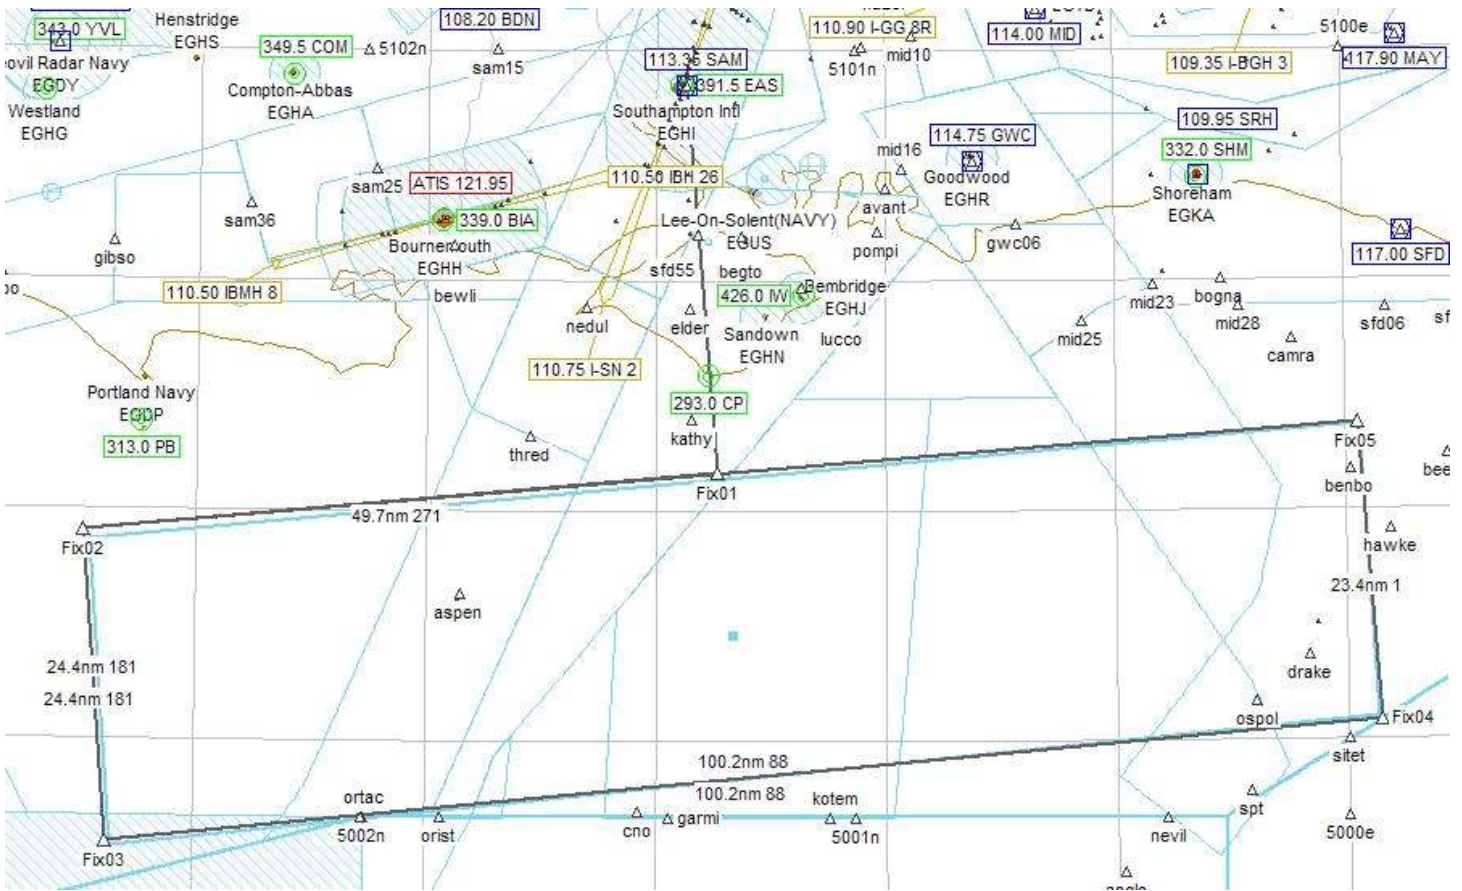 343.0 YVL
Henstridge
EGHS
349.5 COM
5102n
108.20 BDN
sam15
113.35 SAM
391.5 EAS
110.90 I-GG 8R
5101n
mid10
114.00 MID
5100e
109.35 I-BGH 3
117.90 MAY
eovil Radar Navy
EGDY
Westland
EGHG
Compton-Abbas
EGHA
Southampton Intl
EGHI
109.95 SRH
332.0 SHM
114.75 GWC
mid16
Goodwood
EGHR
Shoreham
EGKA
sam25
ATIS 121.95
110.50 IBH 26
avant
sam36
339.0 BIA
Lee-On-Solent(NAVY)
EGUS
pompi
gwc06
gibso
Bournemouth
EGHH
sfd55
begto
117.00 SFD
110.50 IBMH 8
bewli
426.0 IW
Bembridge
EGHJ
mid23
bogna
nedul
elder
Sandown
EGHN
lucco
mid25
mid28
sfd06
sf
camra
110.75 I-SN 2
Portland Navy
EGDP
313.0 PB
293.0 CP
kathy
thred
Fix05
benbo
bee
Fix01
49.7nm 271
Fix02
hawke
23.4nm 1
aspen
24.4nm 181
24.4nm 181
drake
ospol
Fix04
sitet
100.2nm 88
100.2nm 88
ortac
5002n
orist
cno
garmi
kotem
5001n
nevil
spt
5000e
Fix03